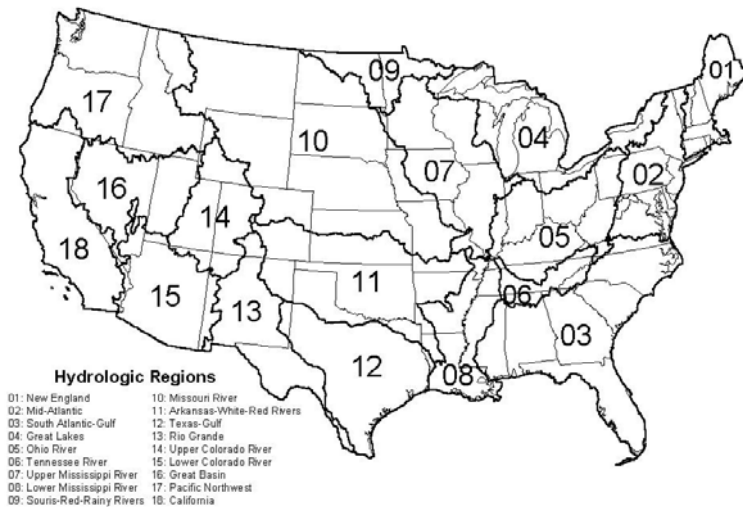 09
01
17
04
10
02
07
16
14
05
18
11
06
15
13
03
12
08
Hydrologic Regions
01: New England
02: Mid-Atlantic
03: South Atlantic-Gulf
04: Great Lakes
05: Ohio River
06: Tennessee River
07: Upper Mississippi River
08: Lower Mississippi River
09: Souris-Red-Rainy Rivers
10: Missouri River
11: Arkansas-White-Red Rivers
12: Texas-Gulf
13: Rio Grande
14: Upper Colorado River
15: Lower Colorado River
16: Great Basin
17: Pacific Northwest
18: California